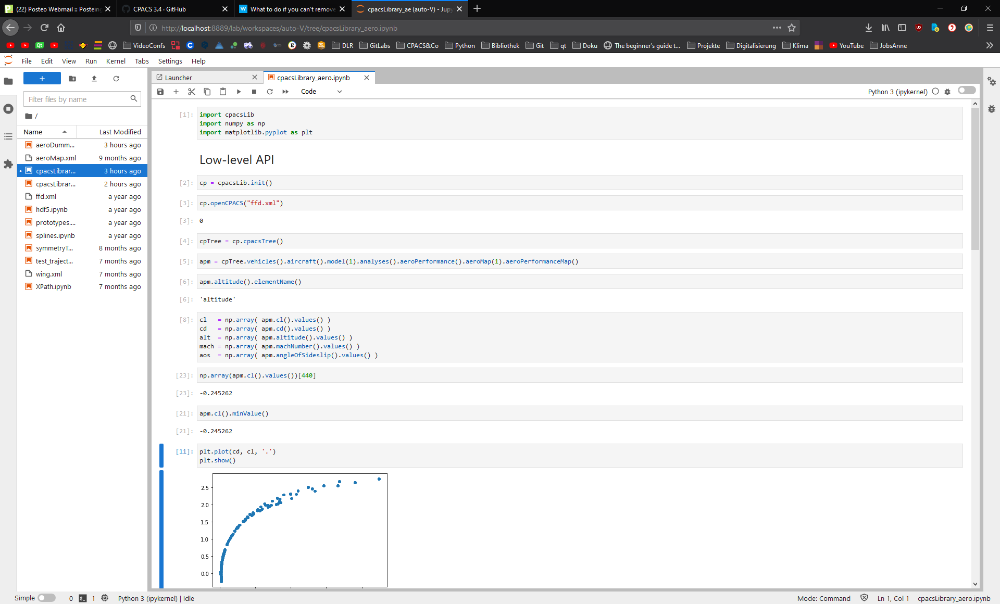 (22) Posteo Webmail :: Postein
CPACS 3.4 · GitHub
What to do if you can't remove
cpacsLibrary_ae (auto-V) - Jupy
http://localhost:8889/lab/workspaces/auto-V/tree/cpacsLibrary_aero.ipynb
VideoConfs
DLR
GitLabs
CPACS&Co
Python
Bibliothek
Git
qt
Doku
The beginner's guide t...
Projekte
Digitalisierung
Klima
YouTube
JobsAnne
File Edit View Run Kernel Tabs Settings Help
Filter files by name
/
Name Last Modified
aeroDumm... 3 hours ago
aeroMap.xml 9 months ago
cpacsLibrar... 3 hours ago
cpacsLibrar... 2 hours ago
ffd.xml a year ago
hdf5.ipynb a year ago
prototypes.... a year ago
splines.ipynb a year ago
symmetryT... 8 months ago
test_traject... 7 months ago
wing.xml 7 months ago
XPath.ipynb 7 months ago
Launcher
cpacsLibrary_aero.ipynb
Code
Python 3 (ipykernel)
[1]: import cpacsLib
import numpy as np
import matplotlib.pyplot as plt
Low-level API
[2]: cp = cpacsLib.init()
[3]: cp.openCPACS("ffd.xml")
[3]: 0
[4]: cpTree = cp.cpacsTree()
[5]: apm = cpTree.vehicles().aircraft().model(1).analyses().aeroPerformance().aeroMap(1).aeroPerformanceMap()
[6]: apm.altitude().elementName()
[6]: 'altitude'
[8]: cl   = np.array( apm.cl().values() )
cd   = np.array( apm.cd().values() )
alt  = np.array( apm.altitude().values() )
mach = np.array( apm.machNumber().values() )
aos  = np.array( apm.angleOfSideslip().values() )
[23]: np.array(apm.cl().values())[440]
[23]: -0.245262
[21]: apm.cl().minValue()
[21]: -0.245262
[11]: plt.plot(cd, cl, '.')
plt.show()
2.5
2.0
1.5
1.0
0.5
0.0
Simple 0 $_ 1 Python 3 (ipykernel) | Idle
Mode: Command Ln 1, Col 1 cpacsLibrary_aero.ipynb